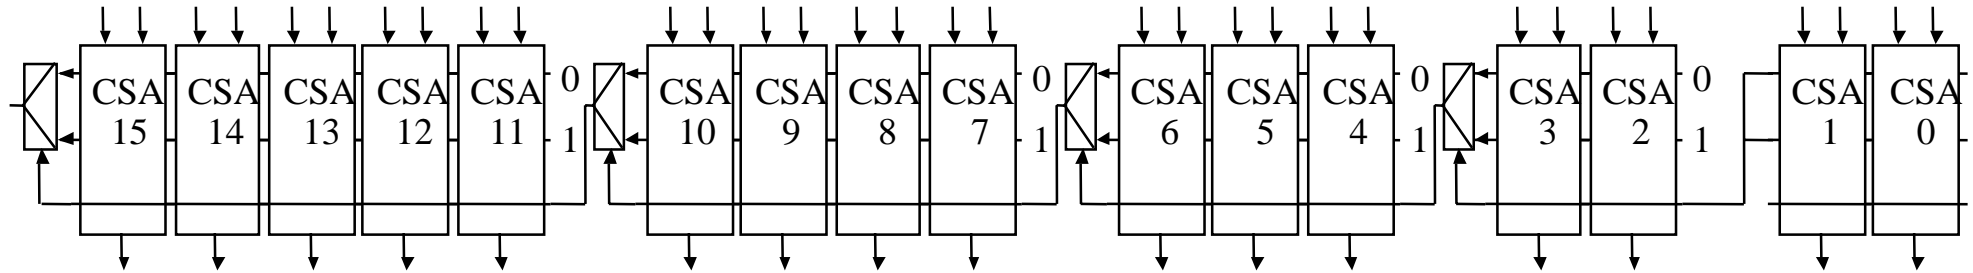 CSA 15 CSA 14 CSA 13 CSA 12 CSA 11 0 1
CSA 10 CSA 9 CSA 8 CSA 7 0 1
CSA 6 CSA 5 CSA 4 0 1
CSA 3 CSA 2 0 1
CSA 1 CSA 0